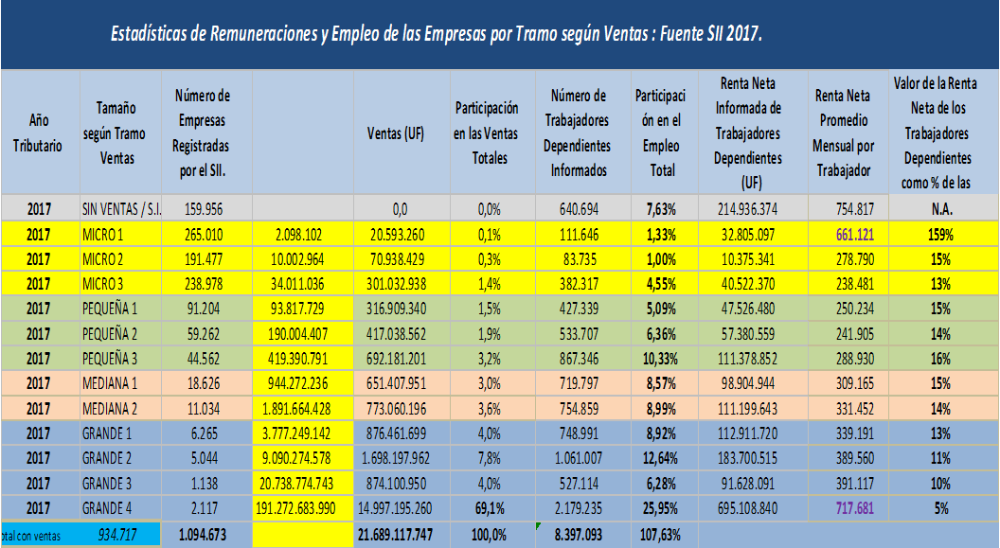 Estadísticas de Remuneraciones y Empleo de las Empresas por Tramo según Ventas : Fuente SII 2017.
Año Tributario | Tamaño según Tramo Ventas | Número de Empresas Registradas por el SII. | | Ventas (UF) | Participación en las Ventas Totales | Número de Trabajadores Dependientes Informados | Participaci ón en el Empleo Total | Renta Neta Informada de Trabajadores Dependientes (UF) | Renta Neta Promedio Mensual por Trabajador | Valor de la Renta Neta de los Trabajadores Dependientes como % de las
2017 | SIN VENTAS / S.I. | 159.956 | | 0,0 | 0,0% | 640.694 | 7,63% | 214.936.374 | 754.817 | N.A.
2017 | MICRO 1 | 265.010 | 2.098.102 | 20.593.260 | 0,1% | 111.646 | 1,33% | 32.805.097 | 661.121 | 159%
2017 | MICRO 2 | 191.477 | 10.002.964 | 70.938.429 | 0,3% | 83.735 | 1,00% | 10.375.341 | 278.790 | 15%
2017 | MICRO 3 | 238.978 | 34.011.036 | 301.032.938 | 1,4% | 382.317 | 4,55% | 40.522.370 | 238.481 | 13%
2017 | PEQUEÑA 1 | 91.204 | 93.817.729 | 316.909.340 | 1,5% | 427.339 | 5,09% | 47.526.480 | 250.234 | 15%
2017 | PEQUEÑA 2 | 59.262 | 190.004.407 | 417.038.562 | 1,9% | 533.707 | 6,36% | 57.380.559 | 241.905 | 14%
2017 | PEQUEÑA 3 | 44.562 | 419.390.791 | 692.181.201 | 3,2% | 867.346 | 10,33% | 111.378.852 | 288.930 | 16%
2017 | MEDIANA 1 | 18.626 | 944.272.236 | 651.407.951 | 3,0% | 719.797 | 8,57% | 98.904.944 | 309.165 | 15%
2017 | MEDIANA 2 | 11.034 | 1.891.664.428 | 773.060.196 | 3,6% | 754.859 | 8,99% | 111.199.643 | 331.452 | 14%
2017 | GRANDE 1 | 6.265 | 3.777.249.142 | 876.461.699 | 4,0% | 748.991 | 8,92% | 112.911.720 | 339.191 | 13%
2017 | GRANDE 2 | 5.044 | 9.090.274.578 | 1.698.197.962 | 7,8% | 1.061.007 | 12,64% | 183.700.515 | 389.560 | 11%
2017 | GRANDE 3 | 1.138 | 20.738.774.743 | 874.100.950 | 4,0% | 527.114 | 6,28% | 91.628.091 | 391.117 | 10%
2017 | GRANDE 4 | 2.117 | 191.272.683.990 | 14.997.195.260 | 69,1% | 2.179.235 | 25,95% | 695.108.840 | 717.681 | 5%
otal con ventas | 934.717 | 1.094.673 | | 21.689.117.747 | 100,0% | 8.397.093 | 107,63%